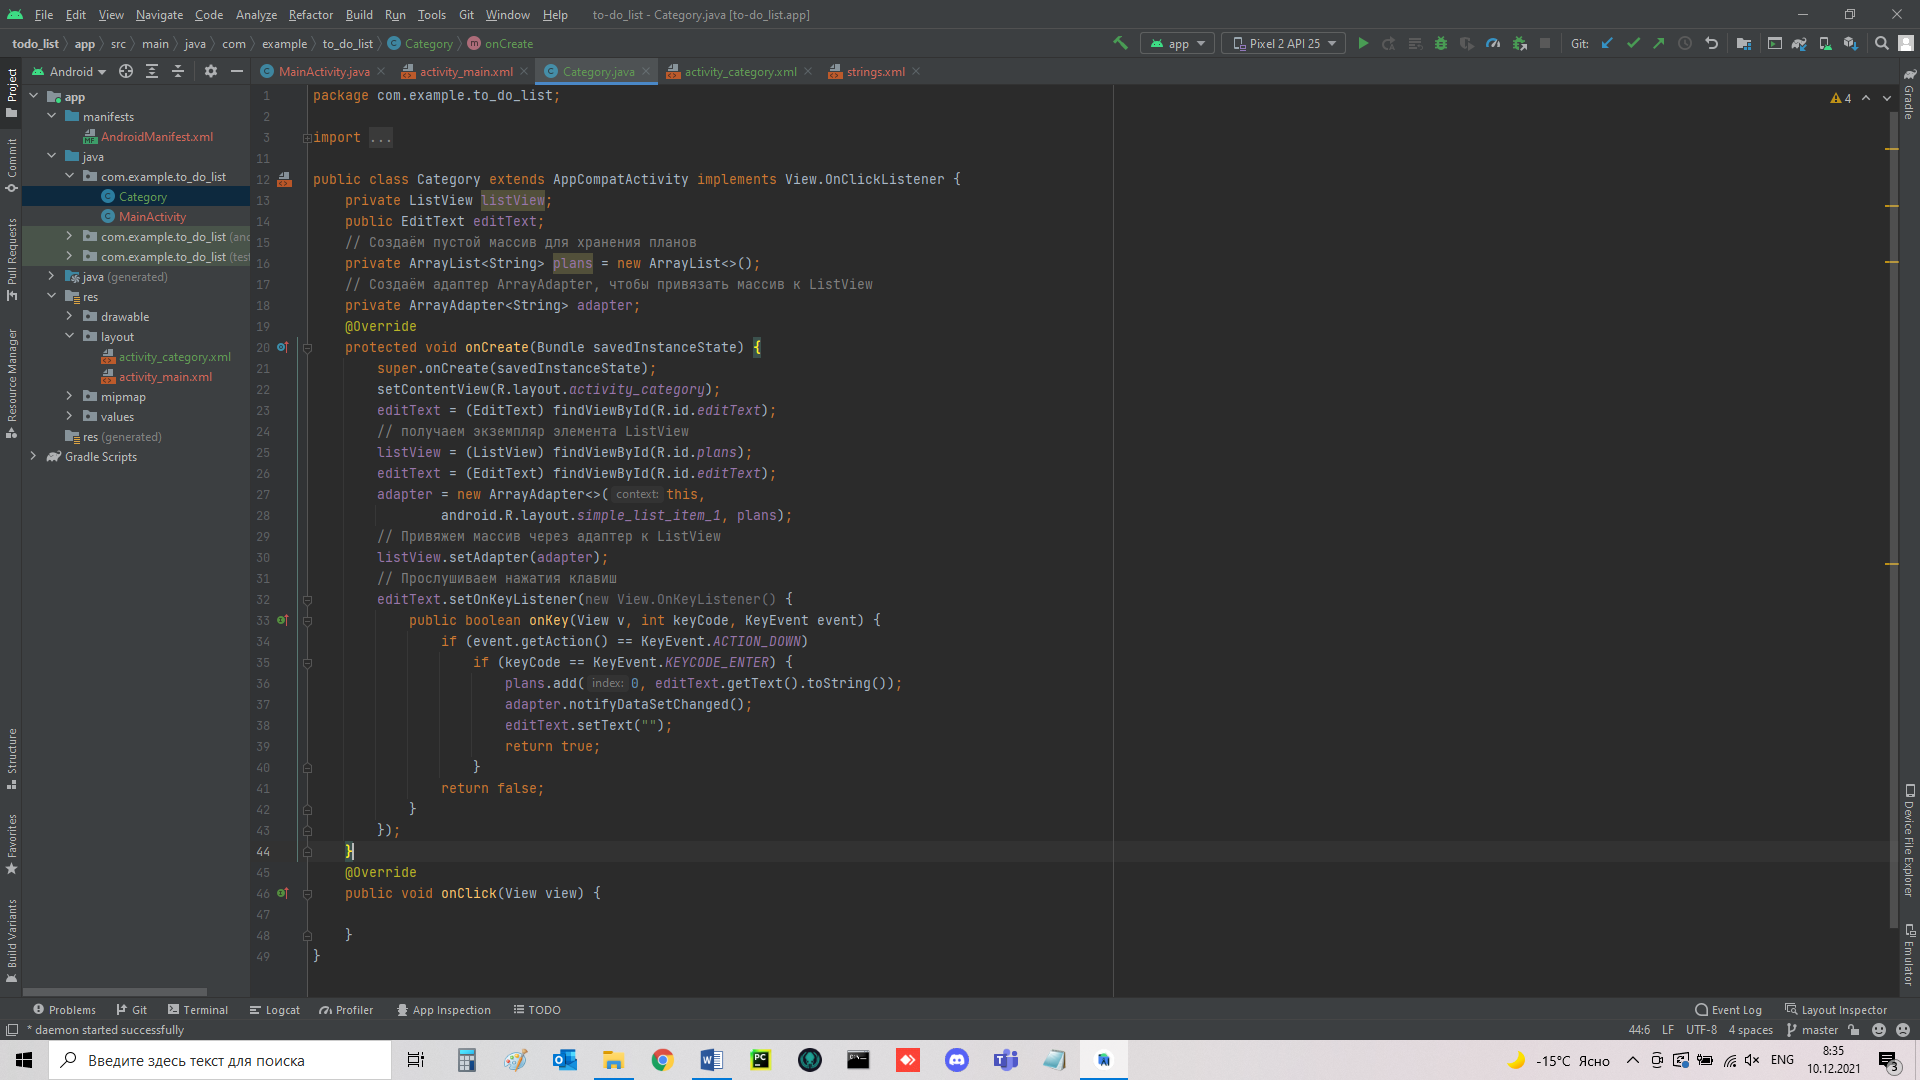 File Edit View Navigate Code Analyze Refactor Build Run Tools Git Window Help to-do_list - Category.java [to-do_list.app]
todo_list app src main java com example to_do_list Category onCreate app Pixel 2 API 25 Git:
Android MainActivity.java activity_main.xml Category.java activity_category.xml strings.xml
Project
Commit
Pull Requests
Resource Manager
Structure
Favorites
Build Variants
app
manifests
AndroidManifest.xml
java
com.example.to_do_list
Category
MainActivity
com.example.to_do_list (and
com.example.to_do_list (test
java (generated)
res
drawable
layout
activity_category.xml
activity_main.xml
mipmap
values
res (generated)
Gradle Scripts
4
1 package com.example.to_do_list;
2
3 import ...
11
12 public class Category extends AppCompatActivity implements View.OnClickListener {
13 private ListView listView;
14 public EditText editText;
15 // Создаём пустой массив для хранения планов
16 private ArrayList<String> plans = new ArrayList<>();
17 // Создаём адаптер ArrayAdapter, чтобы привязать массив к ListView
18 private ArrayAdapter<String> adapter;
19 @Override
20 protected void onCreate(Bundle savedInstanceState) {
21 super.onCreate(savedInstanceState);
22 setContentView(R.layout.activity_category);
23 editText = (EditText) findViewById(R.id.editText);
24 // получаем экземпляр элемента ListView
25 listView = (ListView) findViewById(R.id.plans);
26 editText = (EditText) findViewById(R.id.editText);
27 adapter = new ArrayAdapter<>( context: this,
28 android.R.layout.simple_list_item_1, plans);
29 // Привяжем массив через адаптер к ListView
30 listView.setAdapter(adapter);
31 // Прослушиваем нажатия клавиш
32 editText.setOnKeyListener(new View.OnKeyListener() {
33 public boolean onKey(View v, int keyCode, KeyEvent event) {
34 if (event.getAction() == KeyEvent.ACTION_DOWN)
35 if (keyCode == KeyEvent.KEYCODE_ENTER) {
36 plans.add( index: 0, editText.getText().toString());
37 adapter.notifyDataSetChanged();
38 editText.setText("");
39 return true;
40 }
41 return false;
42 }
43 });
44 }
45 @Override
46 public void onClick(View view) {
47
48 }
49 }
Gradle
Device File Explorer
Emulator
Problems Git Terminal Logcat Profiler App Inspection TODO Event Log Layout Inspector
* daemon started successfully 44:6 LF UTF-8 4 spaces master
Введите здесь текст для поиска -15°C Ясно ENG 8:35
10.12.2021 3